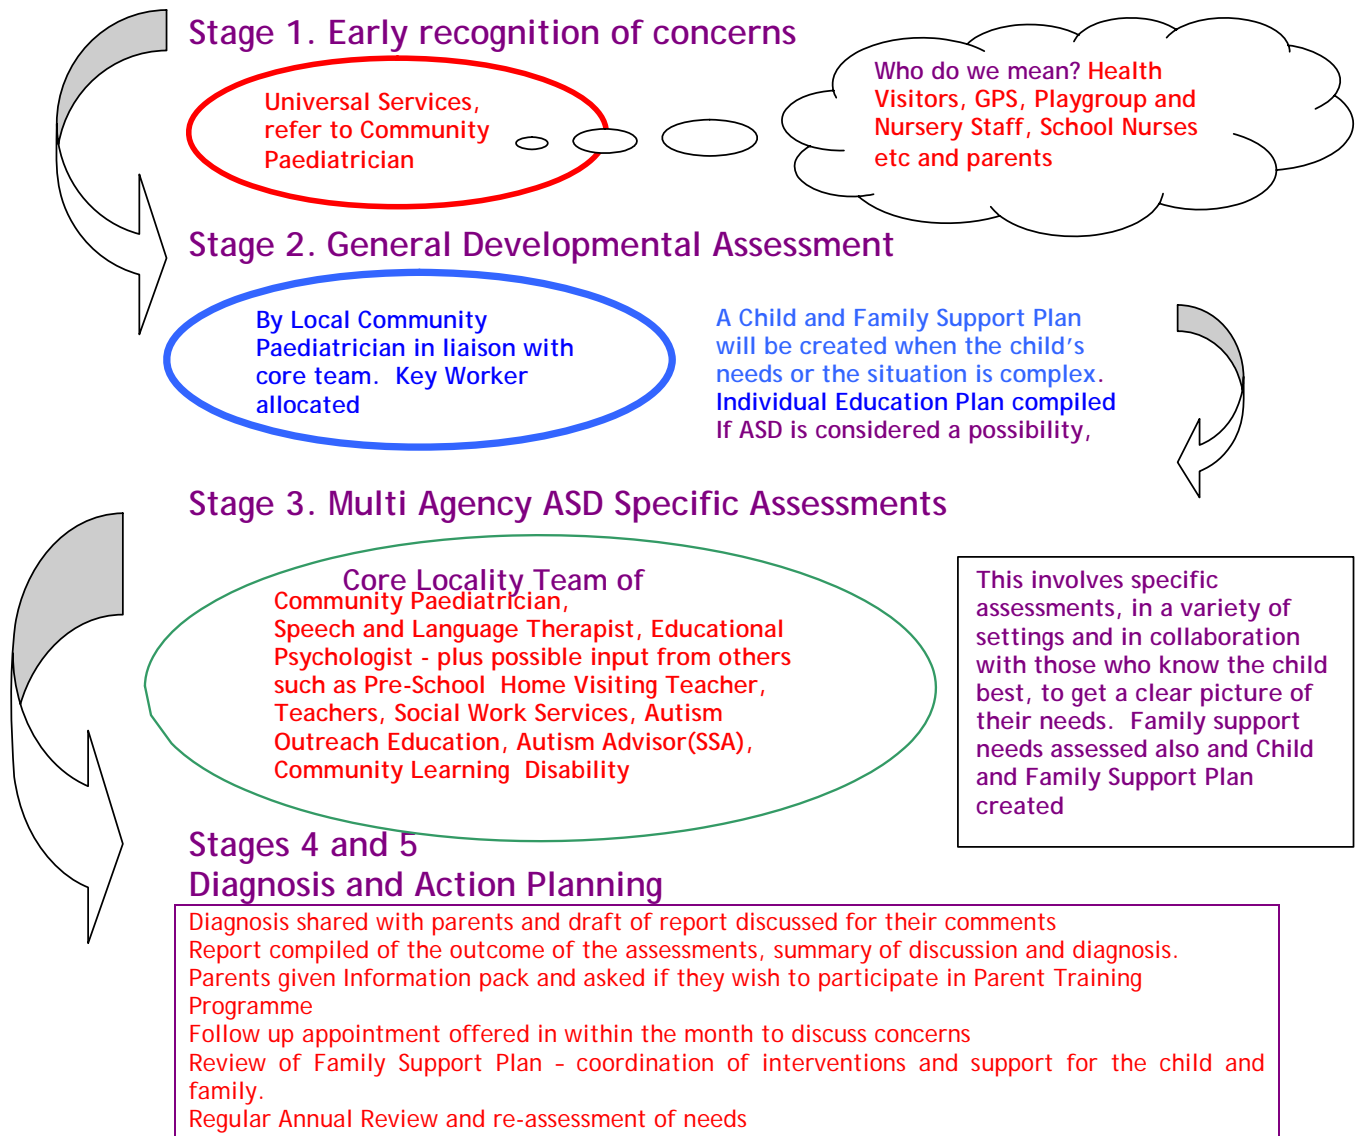 Stage 1. Early recognition of concerns
Universal Services,
refer to Community
Paediatrician
Who do we mean? Health
Visitors, GPS, Playgroup and
Nursery Staff, School Nurses
etc and parents
Stage 2. General Developmental Assessment
By Local Community
Paediatrician in liaison with
core team. Key Worker
allocated
A Child and Family Support Plan
will be created when the child's
needs or the situation is complex.
Individual Education Plan compiled
If ASD is considered a possibility,
Stage 3. Multi Agency ASD Specific Assessments
Core Locality Team of
Community Paediatrician,
Speech and Language Therapist, Educational
Psychologist - plus possible input from others
such as Pre-School Home Visiting Teacher,
Teachers, Social Work Services, Autism
Outreach Education, Autism Advisor(SSA),
Community Learning Disability
This involves specific
assessments, in a variety of
settings and in collaboration
with those who know the child
best, to get a clear picture of
their needs. Family support
needs assessed also and Child
and Family Support Plan
created
Stages 4 and 5
Diagnosis and Action Planning
Diagnosis shared with parents and draft of report discussed for their comments
Report compiled of the outcome of the assessments, summary of discussion and diagnosis.
Parents given Information pack and asked if they wish to participate in Parent Training
Programme
Follow up appointment offered in within the month to discuss concerns
Review of Family Support Plan – coordination of interventions and support for the child and
family.
Regular Annual Review and re-assessment of needs